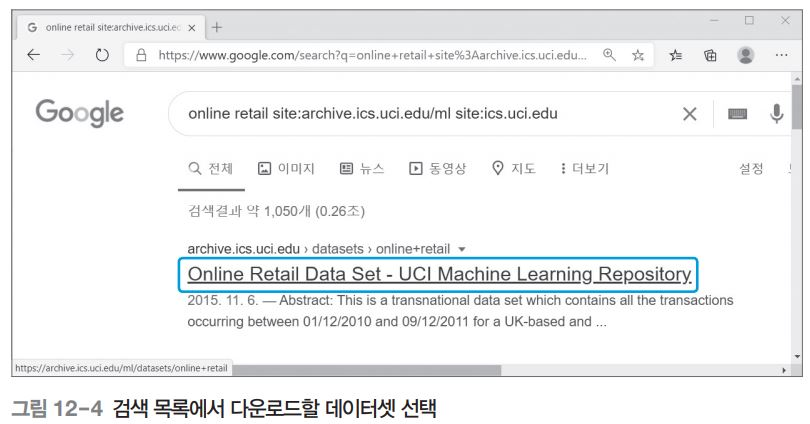 online retail site:archive.ics.uci.ec
https://www.google.com/search?q=online+retail+site%3Aarchive.ics.uci.edu...
Google
online retail site:archive.ics.uci.edu/ml site:ics.uci.edu
전체 이미지 뉴스 동영상 지도 더보기 설정
검색결과 약 1,050개 (0.26초)
archive.ics.uci.edu › datasets › online+retail
Online Retail Data Set - UCI Machine Learning Repository
2015. 11. 6. — Abstract: This is a transnational data set which contains all the transactions
occurring between 01/12/2010 and 09/12/2011 for a UK-based and ...
https://archive.ics.uci.edu/ml/datasets/online+retail
그림 12-4 검색 목록에서 다운로드할 데이터셋 선택